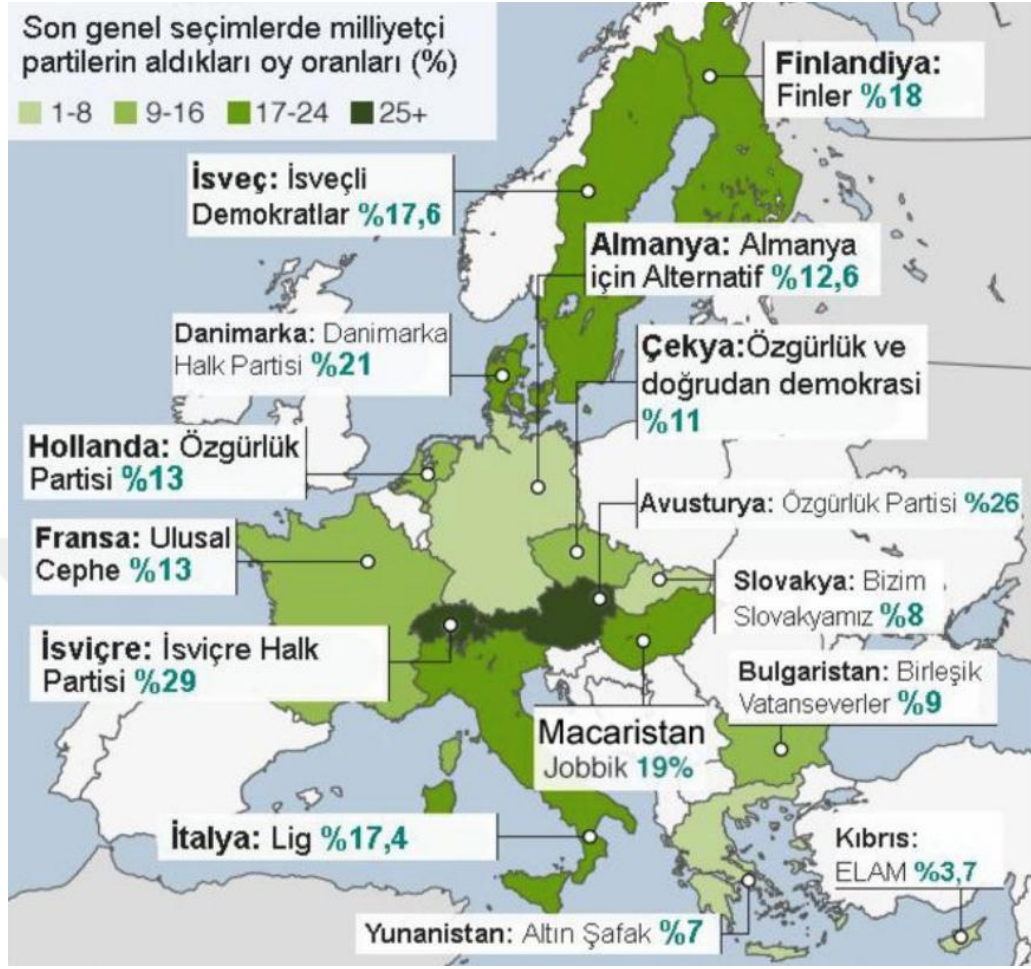 Son genel seçimlerde milliyetçi
partilerin aldıkları oy oranları (%)
1-8 9-16 17-24 25+
Finlandiya:
Finler %18
İsveç: İsveçli
Demokratlar %17,6
Almanya: Almanya
için Alternatif %12,6
Danimarka: Danimarka
Halk Partisi %21
Çekya:Özgürlük ve
doğrudan demokrasi
%11
Hollanda: Özgürlük
Partisi %13
Avusturya: Özgürlük Partisi %26
Fransa: Ulusal
Cephe %13
Slovakya: Bizim
Slovakyamız %8
İsviçre: İsviçre Halk
Partisi %29
Bulgaristan: Birleşik
Vatanseverler %9
Macaristan
Jobbik 19%
İtalya: Lig %17,4
Kıbrıs:
ELAM %3,7
Yunanistan: Altın Şafak %7